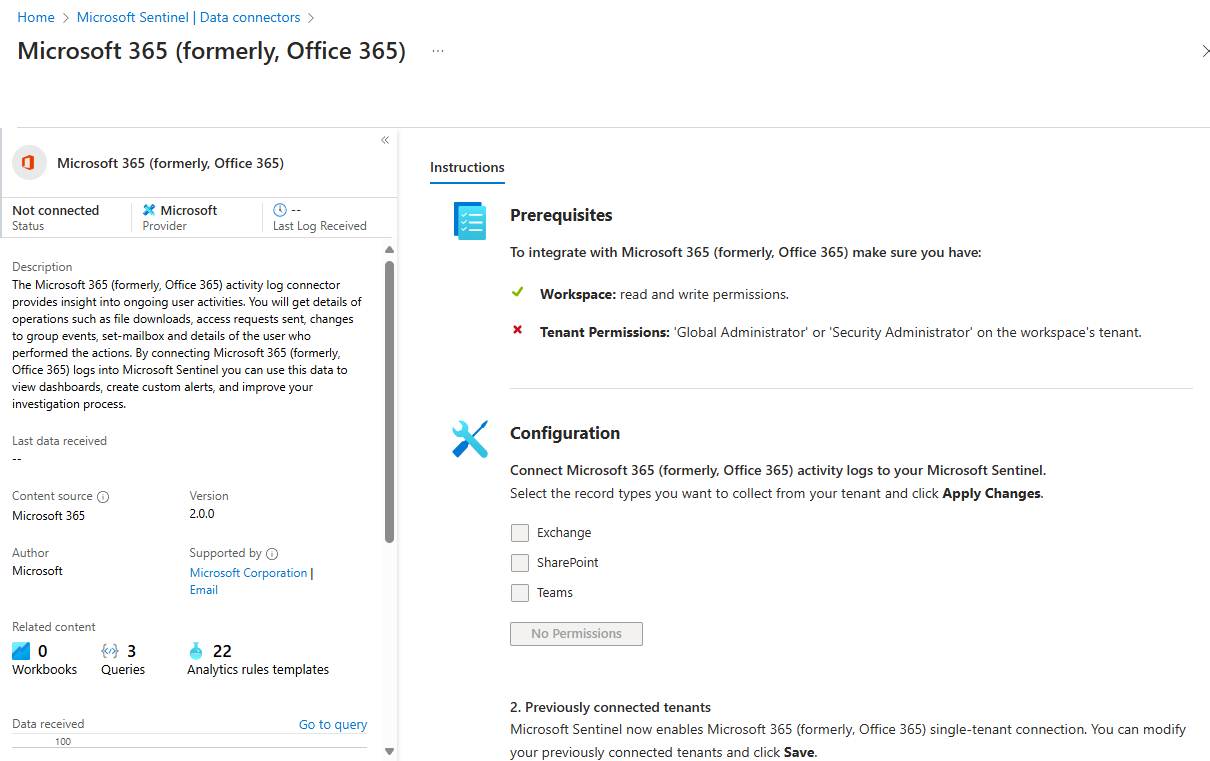 Home > Microsoft Sentinel | Data connectors >
Microsoft 365 (formerly, Office 365) ...
«
Microsoft 365 (formerly, Office 365)
Not connected
Status
Microsoft
Provider
--
Last Log Received
Description
The Microsoft 365 (formerly, Office 365) activity log connector
provides insight into ongoing user activities. You will get details of
operations such as file downloads, access requests sent, changes
to group events, set-mailbox and details of the user who
performed the actions. By connecting Microsoft 365 (formerly,
Office 365) logs into Microsoft Sentinel you can use this data to
view dashboards, create custom alerts, and improve your
investigation process.
Last data received
--
Content source
Microsoft 365
Version
2.0.0
Author
Microsoft
Supported by
Microsoft Corporation |
Email
Related content
0
Workbooks
3
Queries
22
Analytics rules templates
Data received
Go to query
100
Instructions
Prerequisites
To integrate with Microsoft 365 (formerly, Office 365) make sure you have:
Workspace: read and write permissions.
Tenant Permissions: 'Global Administrator' or 'Security Administrator' on the workspace's tenant.
Configuration
Connect Microsoft 365 (formerly, Office 365) activity logs to your Microsoft Sentinel.
Select the record types you want to collect from your tenant and click Apply Changes.
Exchange
SharePoint
Teams
No Permissions
2. Previously connected tenants
Microsoft Sentinel now enables Microsoft 365 (formerly, Office 365) single-tenant connection. You can modify
your previously connected tenants and click Save.